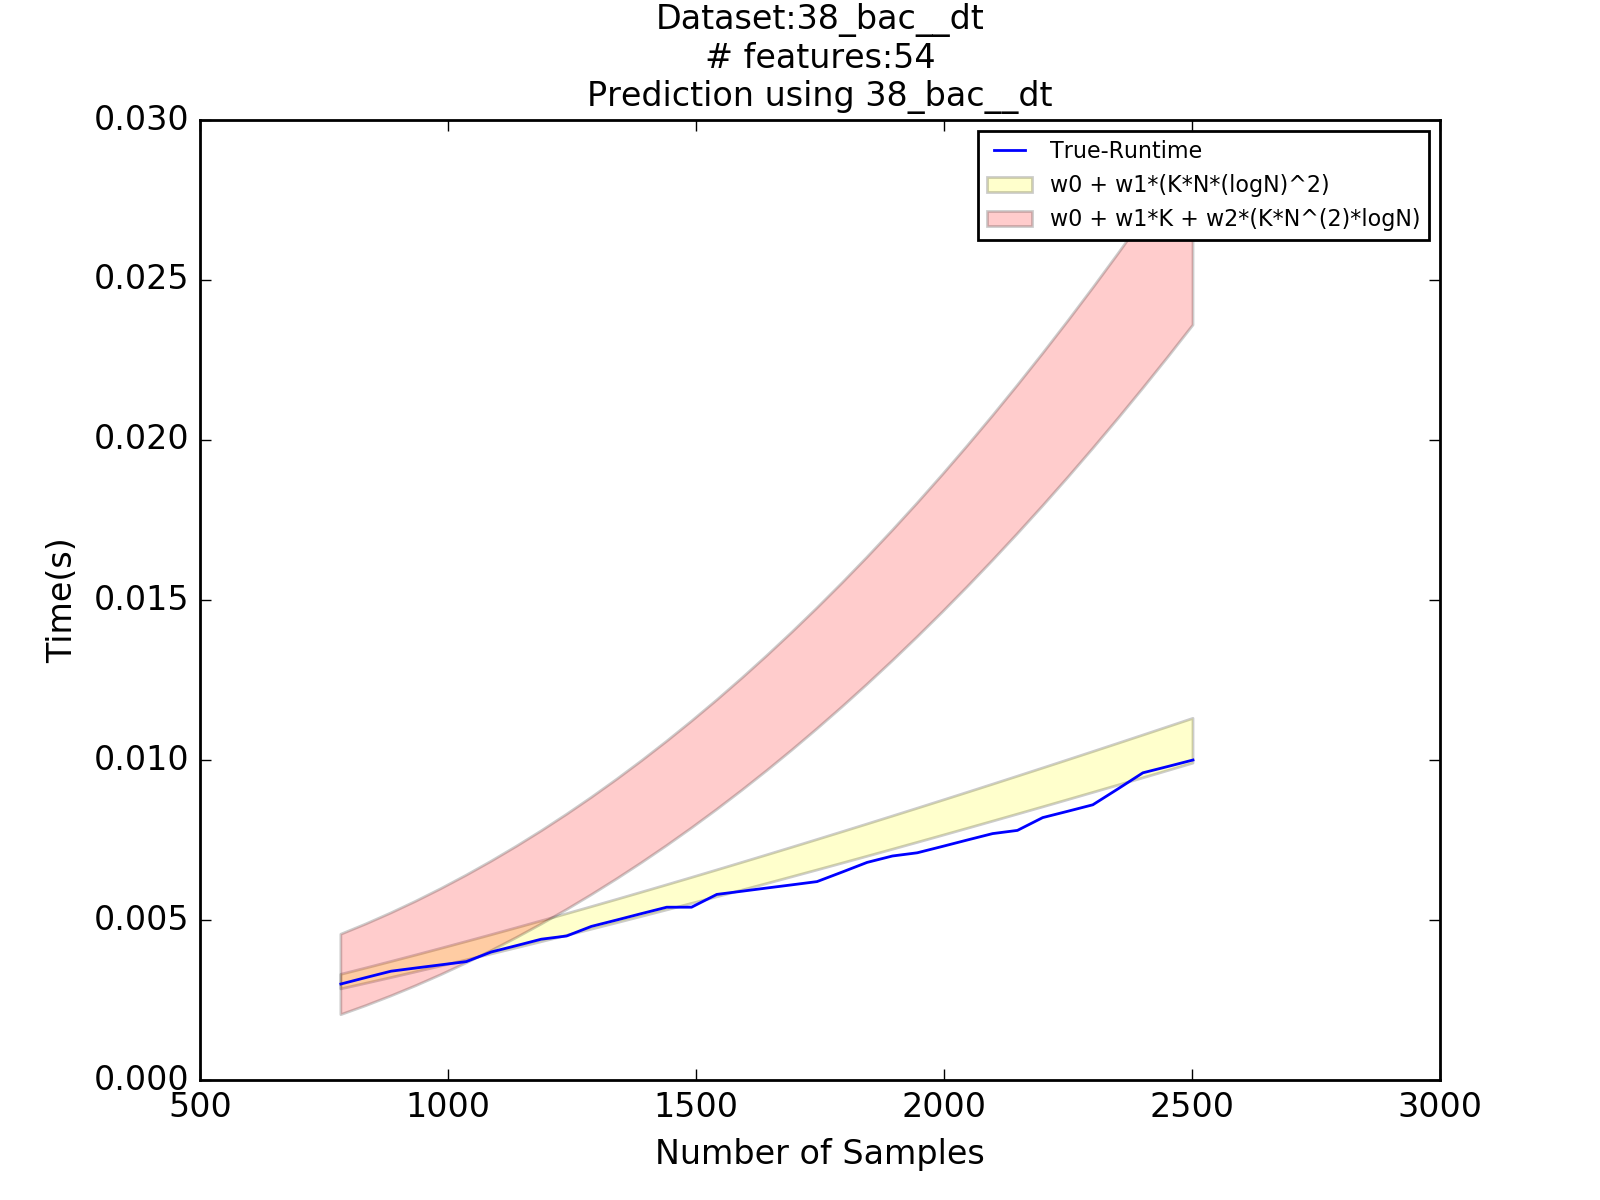 Dataset:38_bac__dt
# features:54
Prediction using 38_bac__dt
0.030
0.025
0.020
0.015
0.010
0.005
0.000
Time(s)
True-Runtime
w0 + w1*(K*N*(logN)^2)
w0 + w1*K + w2*(K*N^(2)*logN)
500 1000 1500 2000 2500 3000
Number of Samples